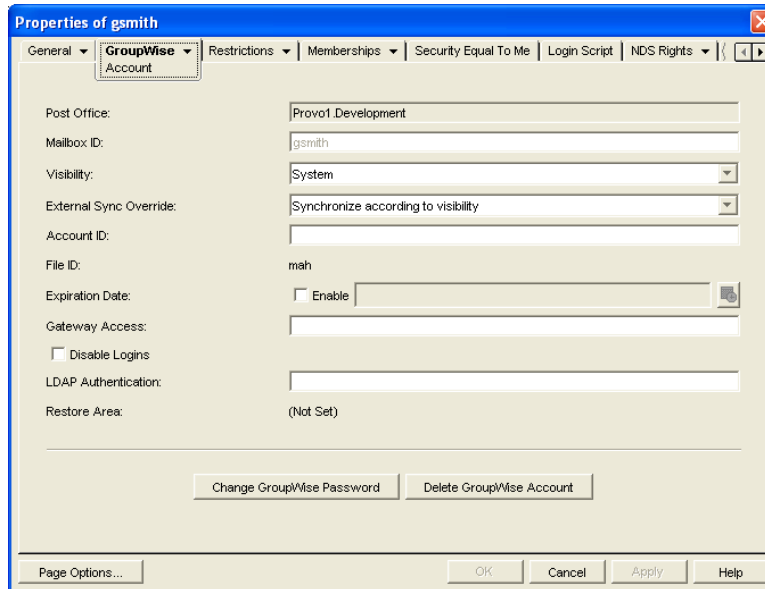 Properties of gsmith
General GroupWise Restrictions Memberships Security Equal To Me Login Script NDS Rights
Account
Post Office: Provo1.Development
Mailbox ID: gsmith
Visibility: System
External Sync Override: Synchronize according to visibility
Account ID:
File ID: mah
Expiration Date: Enable
Gateway Access:
Disable Logins
LDAP Authentication:
Restore Area: (Not Set)
Change GroupWise Password Delete GroupWise Account
Page Options... OK Cancel Apply Help